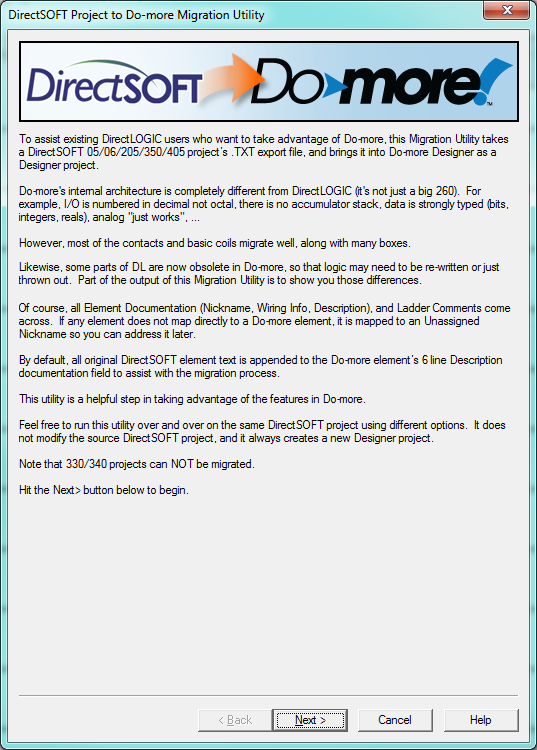 DirectSOFT Project to Do-more Migration Utility
DirectSOFT Do-more!™
To assist existing DirectLOGIC users who want to take advantage of Do-more, this Migration Utility takes
a DirectSOFT 05/06/205/350/405 project's .TXT export file, and brings it into Do-more Designer as a
Designer project.
Do-more's internal architecture is completely different from DirectLOGIC (it's not just a big 260).  For
example, I/O is numbered in decimal not octal, there is no accumulator stack, data is strongly typed (bits,
integers, reals), analog "just works", ...
However, most of the contacts and basic coils migrate well, along with many boxes.
Likewise, some parts of DL are now obsolete in Do-more, so that logic may need to be re-written or just
thrown out.  Part of the output of this Migration Utility is to show you those differences.
Of course, all Element Documentation (Nickname, Wiring Info, Description), and Ladder Comments come
across.  If any element does not map directly to a Do-more element, it is mapped to an Unassigned
Nickname so you can address it later.
By default, all original DirectSOFT element text is appended to the Do-more element's 6 line Description
documentation field to assist with the migration process.
This utility is a helpful step in taking advantage of the features in Do-more.
Feel free to run this utility over and over on the same DirectSOFT project using different options.  It does
not modify the source DirectSOFT project, and it always creates a new Designer project.
Note that 330/340 projects can NOT be migrated.
Hit the Next> button below to begin.
< Back Next > Cancel Help